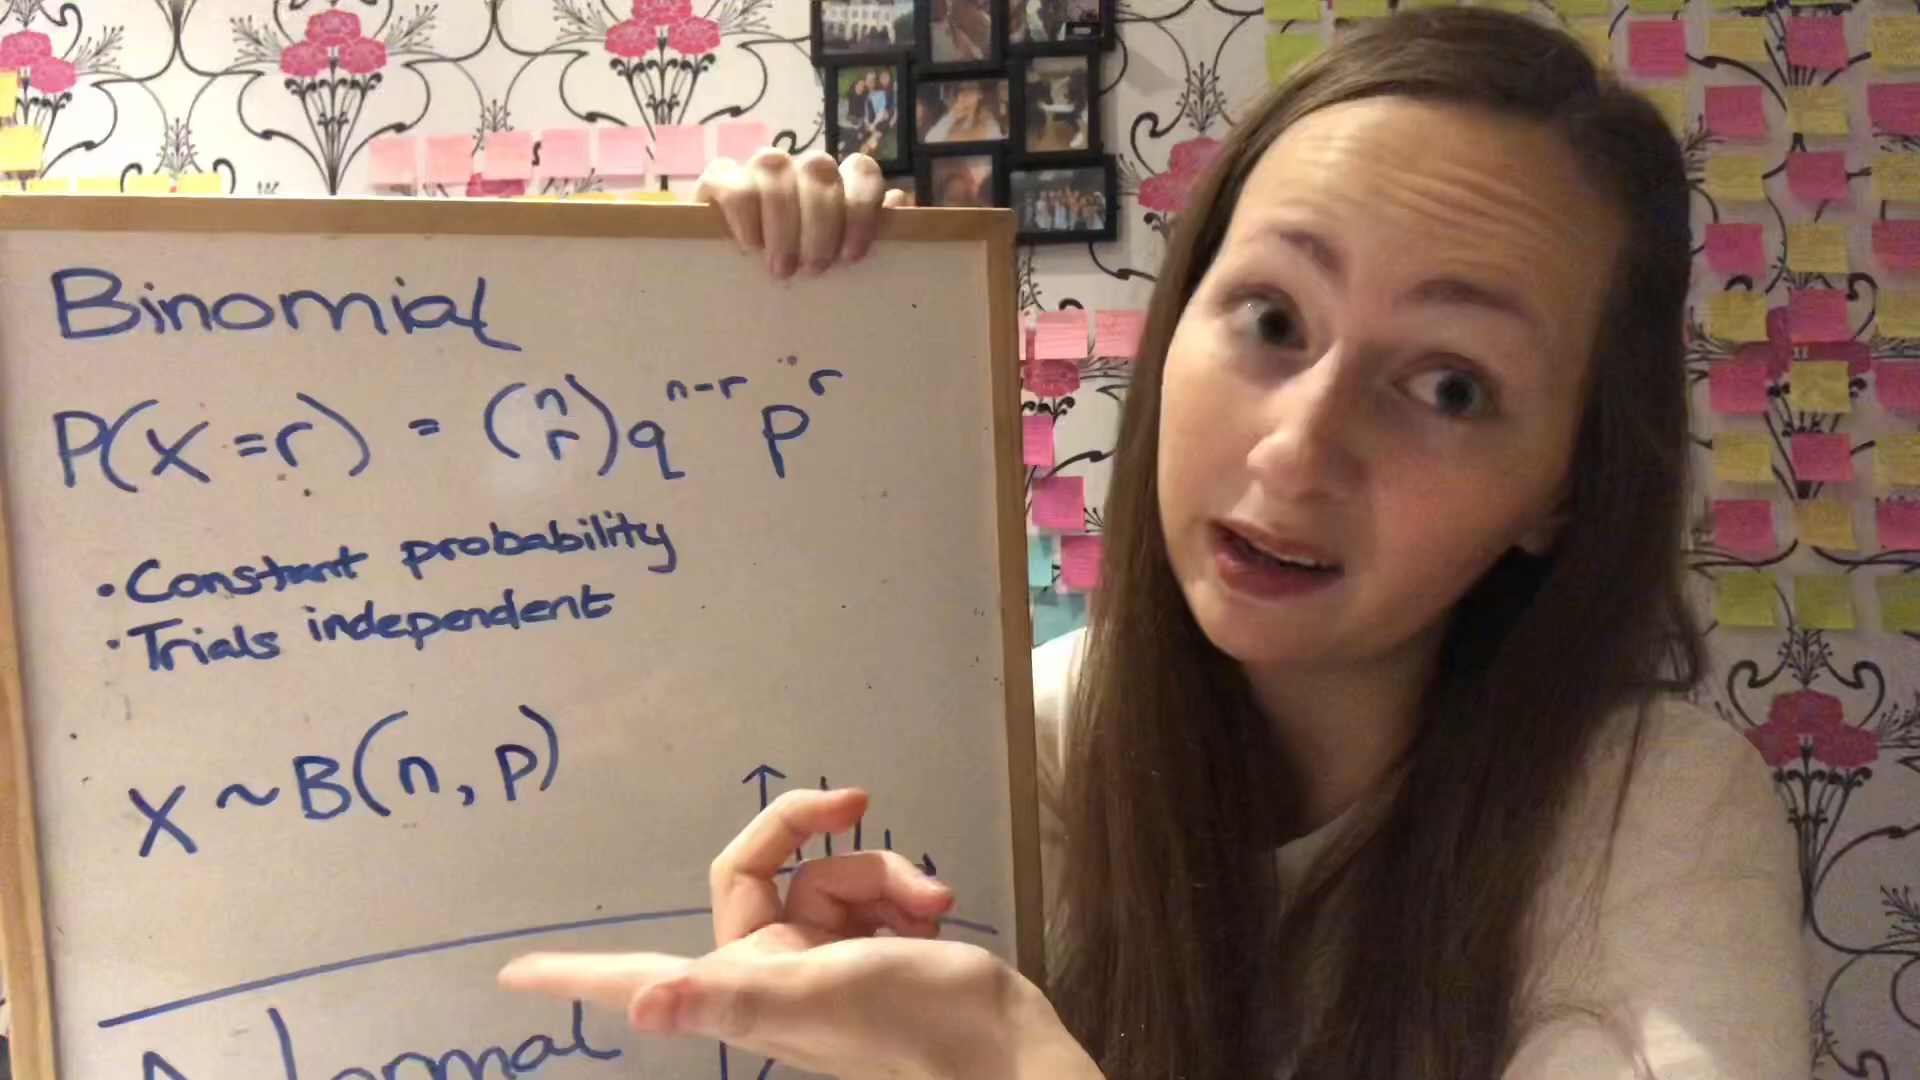 Binomial
P(X=r) = (n r) q^{n-r} p^r
• Constant probability
• Trials independent
X ~ B(n, p)
Normal